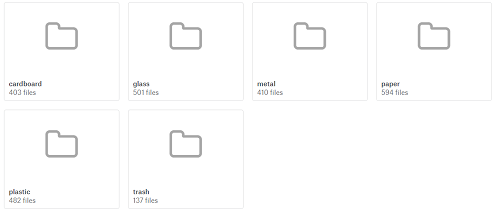 cardboard
403 files
glass
501 files
metal
410 files
paper
594 files
plastic
482 files
trash
137 files